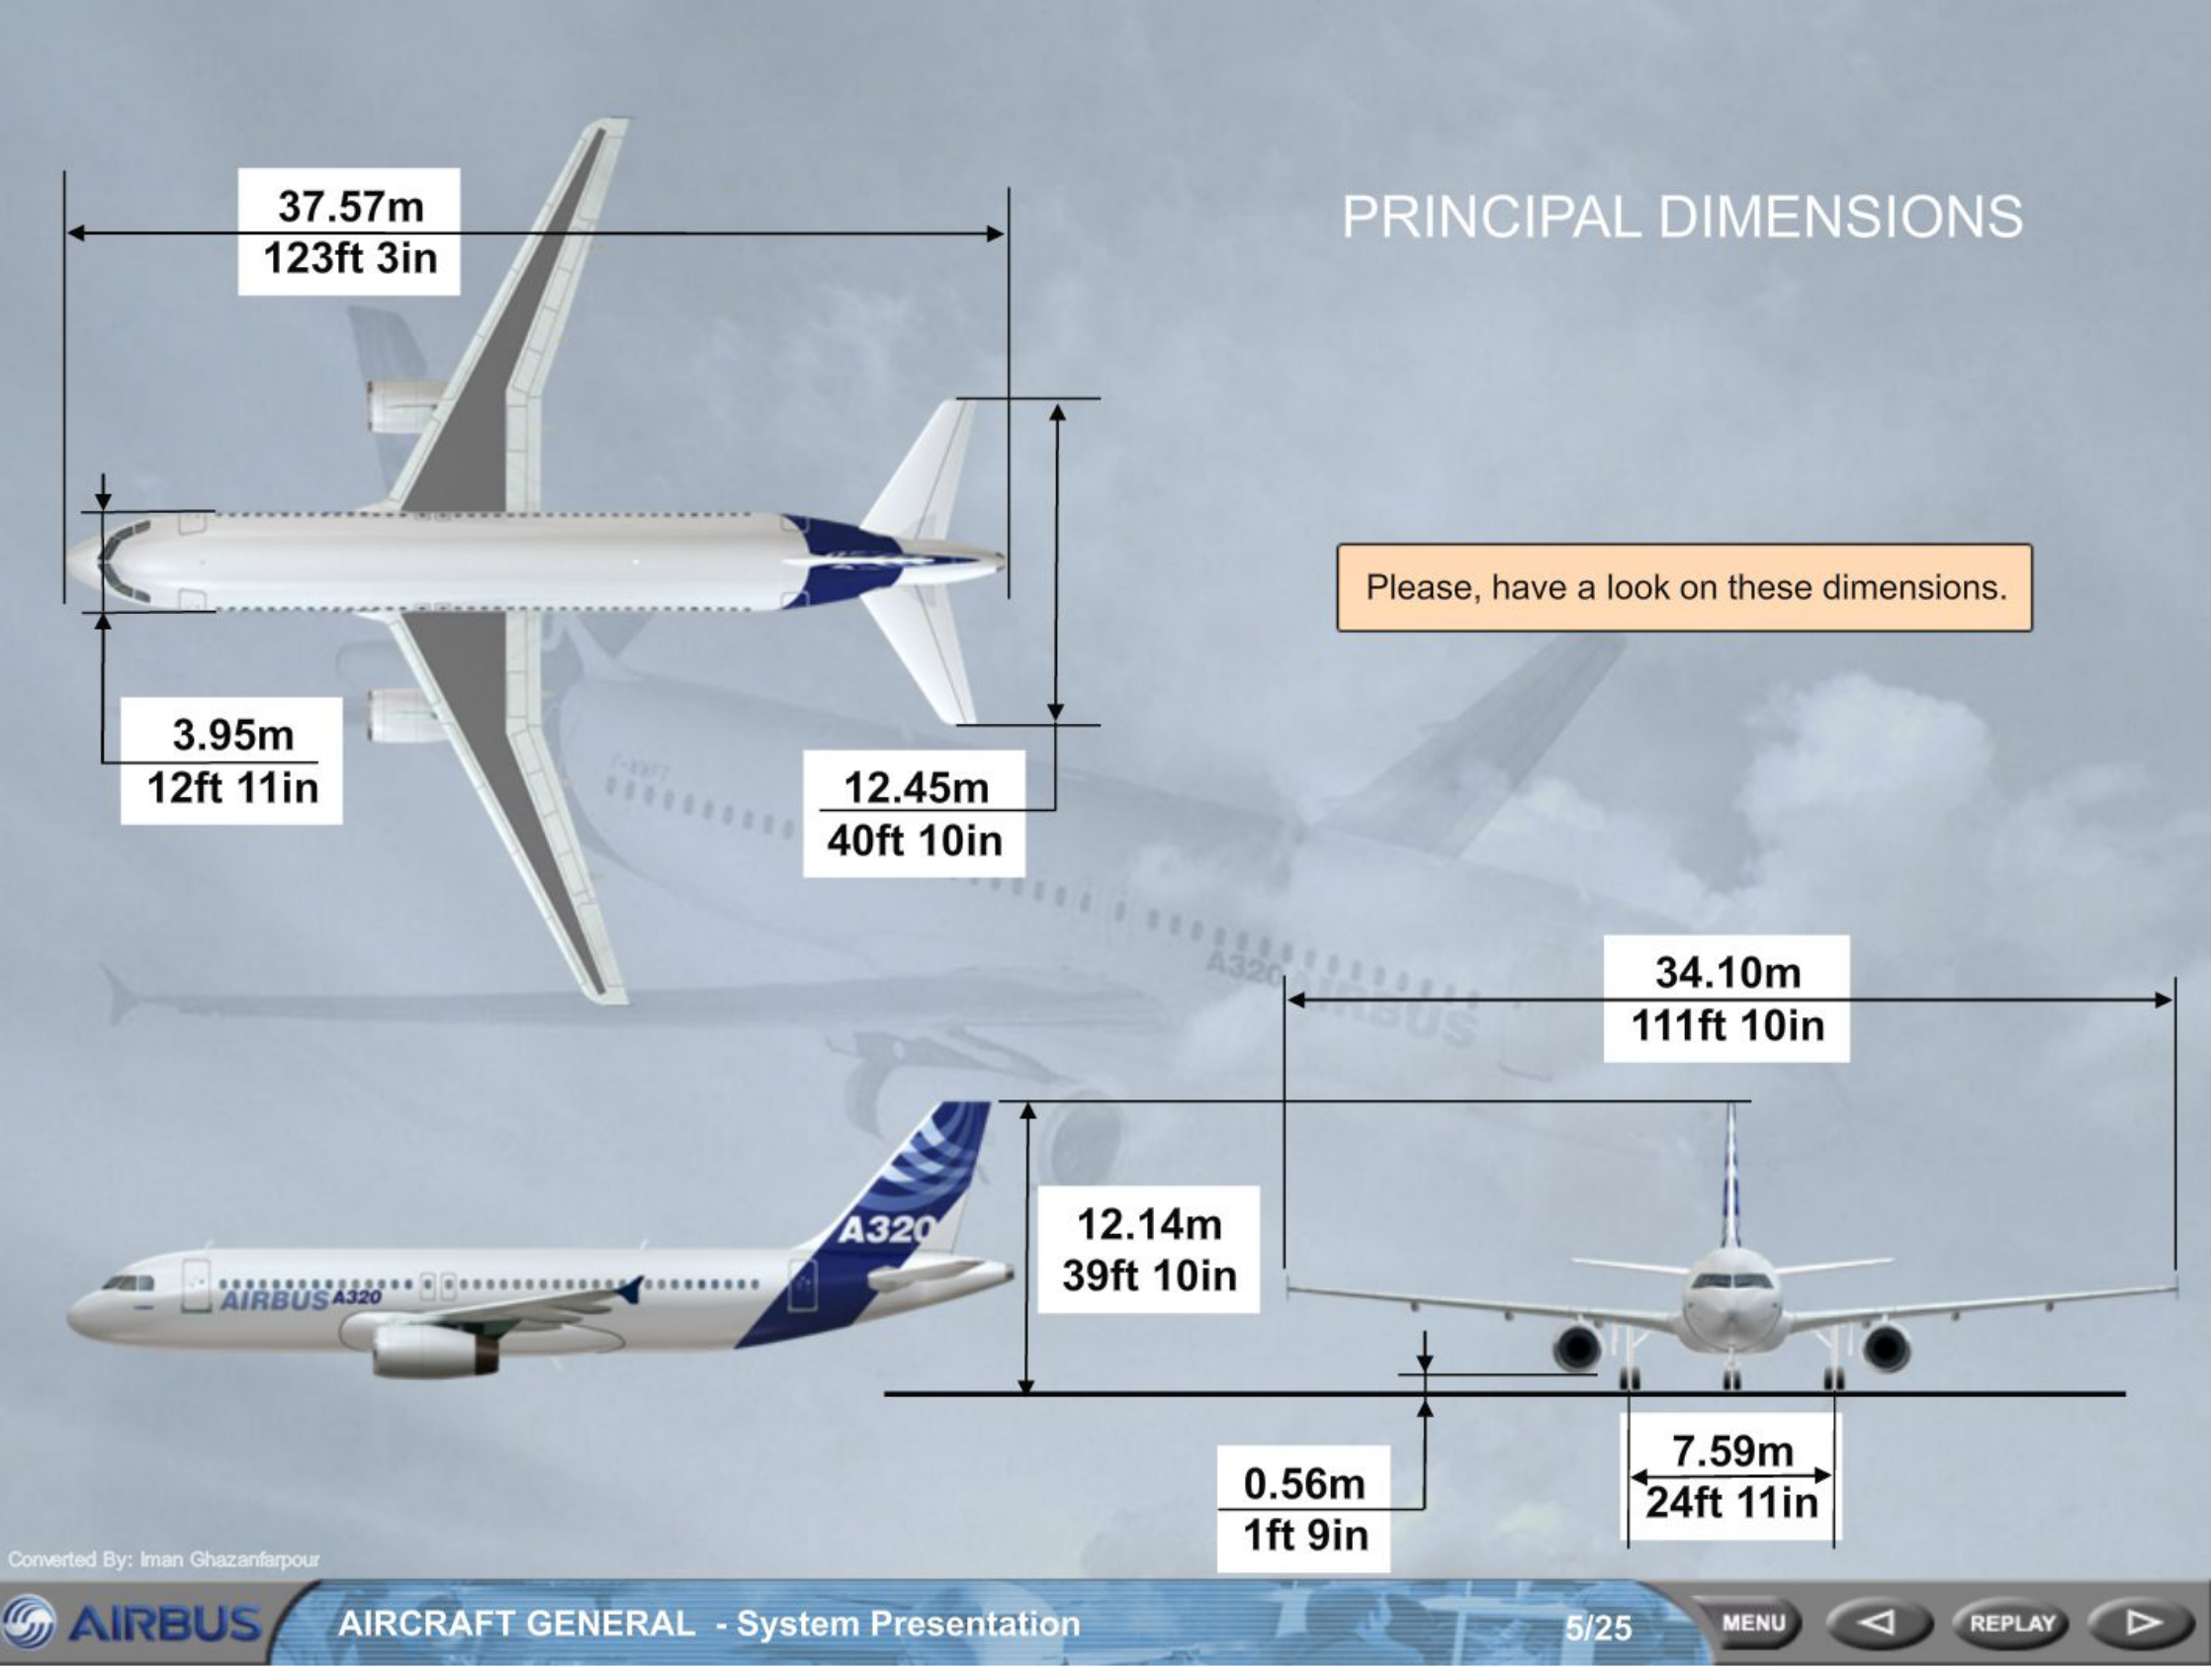 37.57m
123ft 3in
PRINCIPAL DIMENSIONS
Please, have a look on these dimensions.
3.95m
12ft 11in
12.45m
40ft 10in
A320
AIRBUS
34.10m
111ft 10in
A320
AIRBUS A320
12.14m
39ft 10in
0.56m
1ft 9in
7.59m
24ft 11in
Converted By: Iman Ghazanfarpour
AIRBUS
AIRCRAFT GENERAL - System Presentation
5/25
MENU
REPLAY